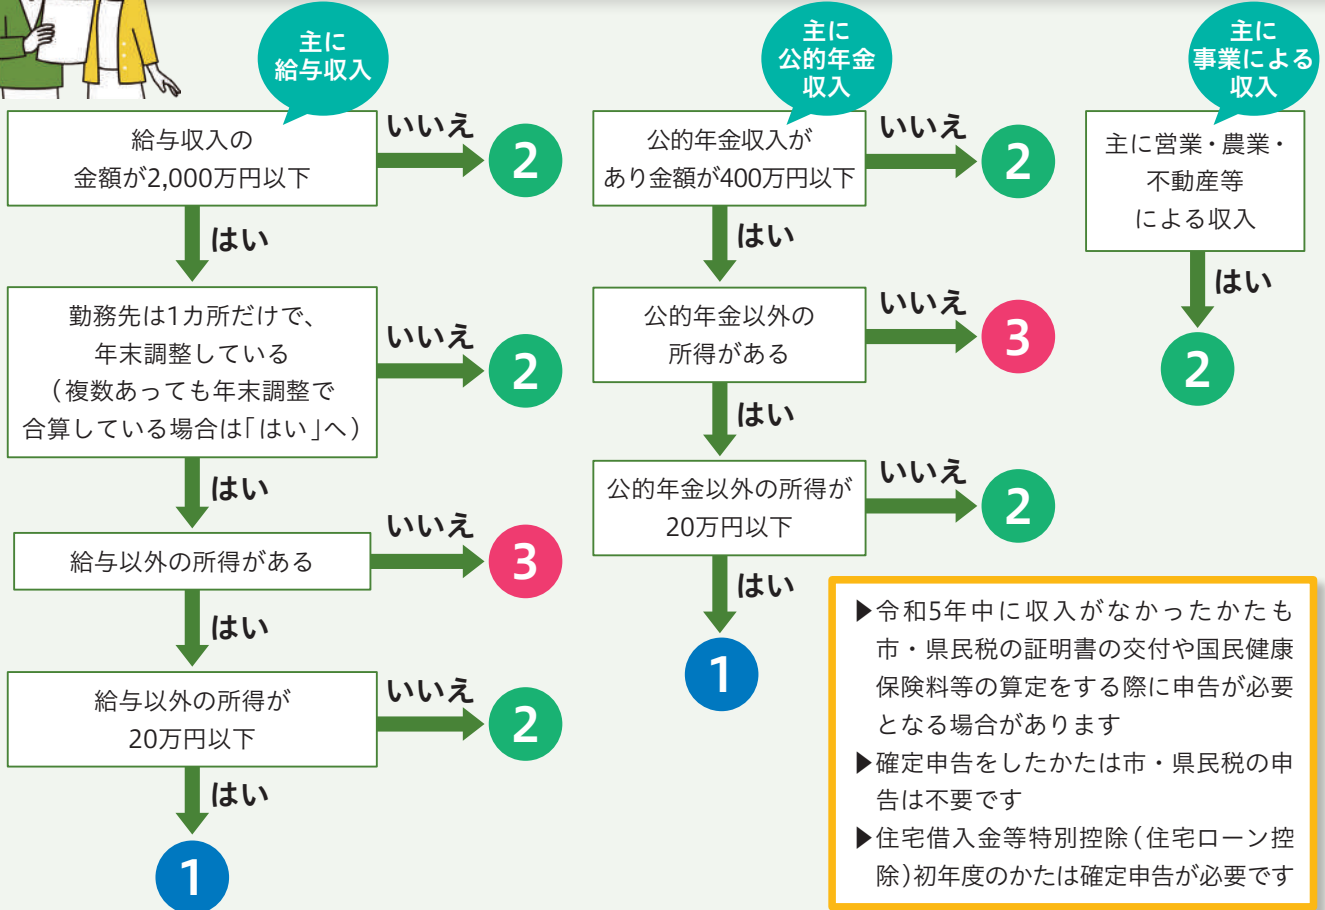 主に
給与収入
給与収入の
金額が2,000万円以下
いいえ
2
はい
勤務先は1カ所だけで、
年末調整している
（複数あっても年末調整で
合算している場合は「はい」へ）
いいえ
2
はい
給与以外の所得がある
いいえ
3
はい
給与以外の所得が
20万円以下
いいえ
2
はい
1
主に
公的年金
収入
公的年金収入が
あり金額が400万円以下
いいえ
2
はい
公的年金以外の
所得がある
いいえ
3
はい
公的年金以外の所得が
20万円以下
いいえ
2
はい
1
主に
事業による
収入
主に営業・農業・
不動産等
による収入
はい
2
▶令和5年中に収入がなかったかたも
市・県民税の証明書の交付や国民健康
保険料等の算定をする際に申告が必要
となる場合があります
▶確定申告をしたかたは市・県民税の申
告は不要です
▶住宅借入金等特別控除（住宅ローン控
除）初年度のかたは確定申告が必要です